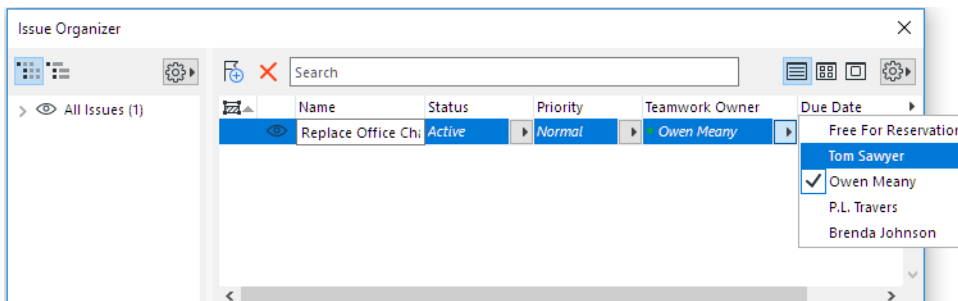 Issue Organizer
Search
All Issues (1)
Name Status Priority Teamwork Owner Due Date
Replace Office Cha Active Normal Owen Meany
Free For Reservation
Tom Sawyer
Owen Meany
P.L. Travers
Brenda Johnson